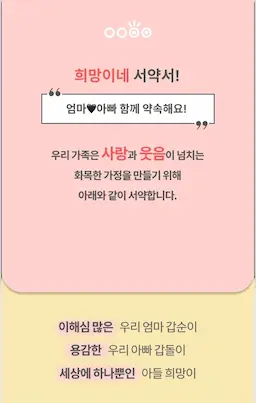 희망이네 서약서!
엄마♥아빠 함께 약속해요!
우리 가족은 사랑과 웃음이 넘치는
화목한 가정을 만들기 위해
아래와 같이 서약합니다.
이해심 많은 우리 엄마 갑순이
용감한 우리 아빠 갑돌이
세상에 하나뿐인 아들 희망이